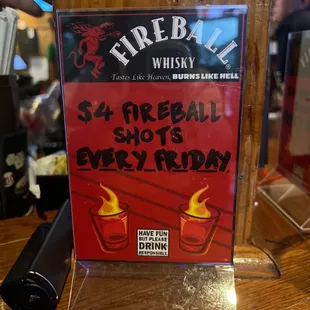 FIREBALL
WHISKY
Tastes Like Heaven, BURNS LIKE HELL
$4 FIREBALL
SHOTS
EVERY FRIDAY
HAVE FUN
BUT PLEASE
DRINK
RESPONSIBLY.